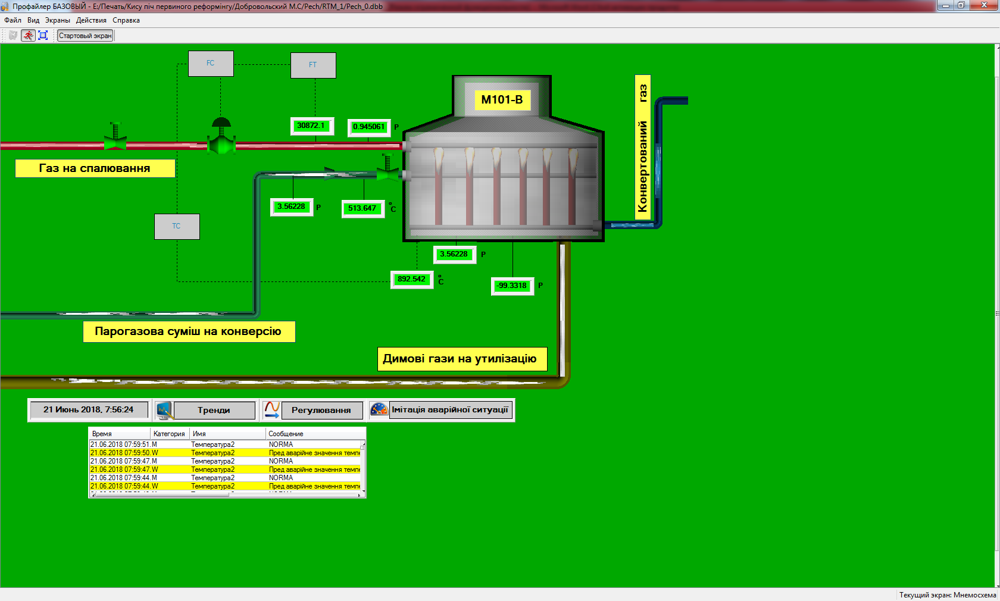 Профайлер БАЗОВЫЙ - E:/Печать/Кису піч первиного реформінгу/Добровольский М.С/Pech/RTM_1/Pech_0.dbb
Файл Вид Экраны Действия Справка
Стартовый экран
FC
FT
M101-B
Конвертований газ
30872.1
0.945061 P
Газ на спалювання
3.56228 P
513.647 °C
TC
3.56228 P
892.542 °C
-99.3318 P
Парогазова суміш на конверсію
Димові гази на утилізацію
21 Июнь 2018, 7:56:24
Тренди
Регулювання
Імітація аварійної ситуації
Время Категория Имя Сообщение
21.06.2018 07:59:51. M Температура2 NORMA
21.06.2018 07:59:50. W Температура2 Пред аварійне значення темпе
21.06.2018 07:59:47. M Температура2 NORMA
21.06.2018 07:59:47. W Температура2 Пред аварійне значення темпе
21.06.2018 07:59:44. M Температура2 NORMA
21.06.2018 07:59:44. W Температура2 Пред аварійне значення темпе
Текущий экран: Мнемосхема